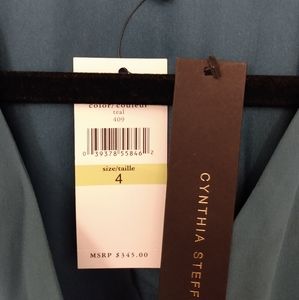 color/couleur
teal
409
0 39378 55846 2
size/taille
4
MSRP $345.00
CYNTHIA STEFF